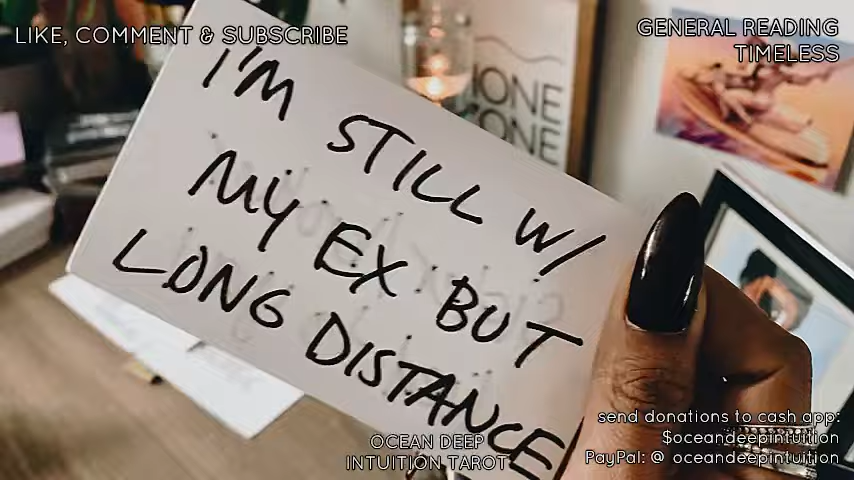 LIKE, COMMENT & SUBSCRIBE
GENERAL READING
TIMELESS
I'M STILL W/
MY EX BUT
LONG DISTANCE
send donations to cash app:
$oceandeepintuition
PayPal: @ oceandeepintuition
OCEAN DEEP
INTUITION TAROT